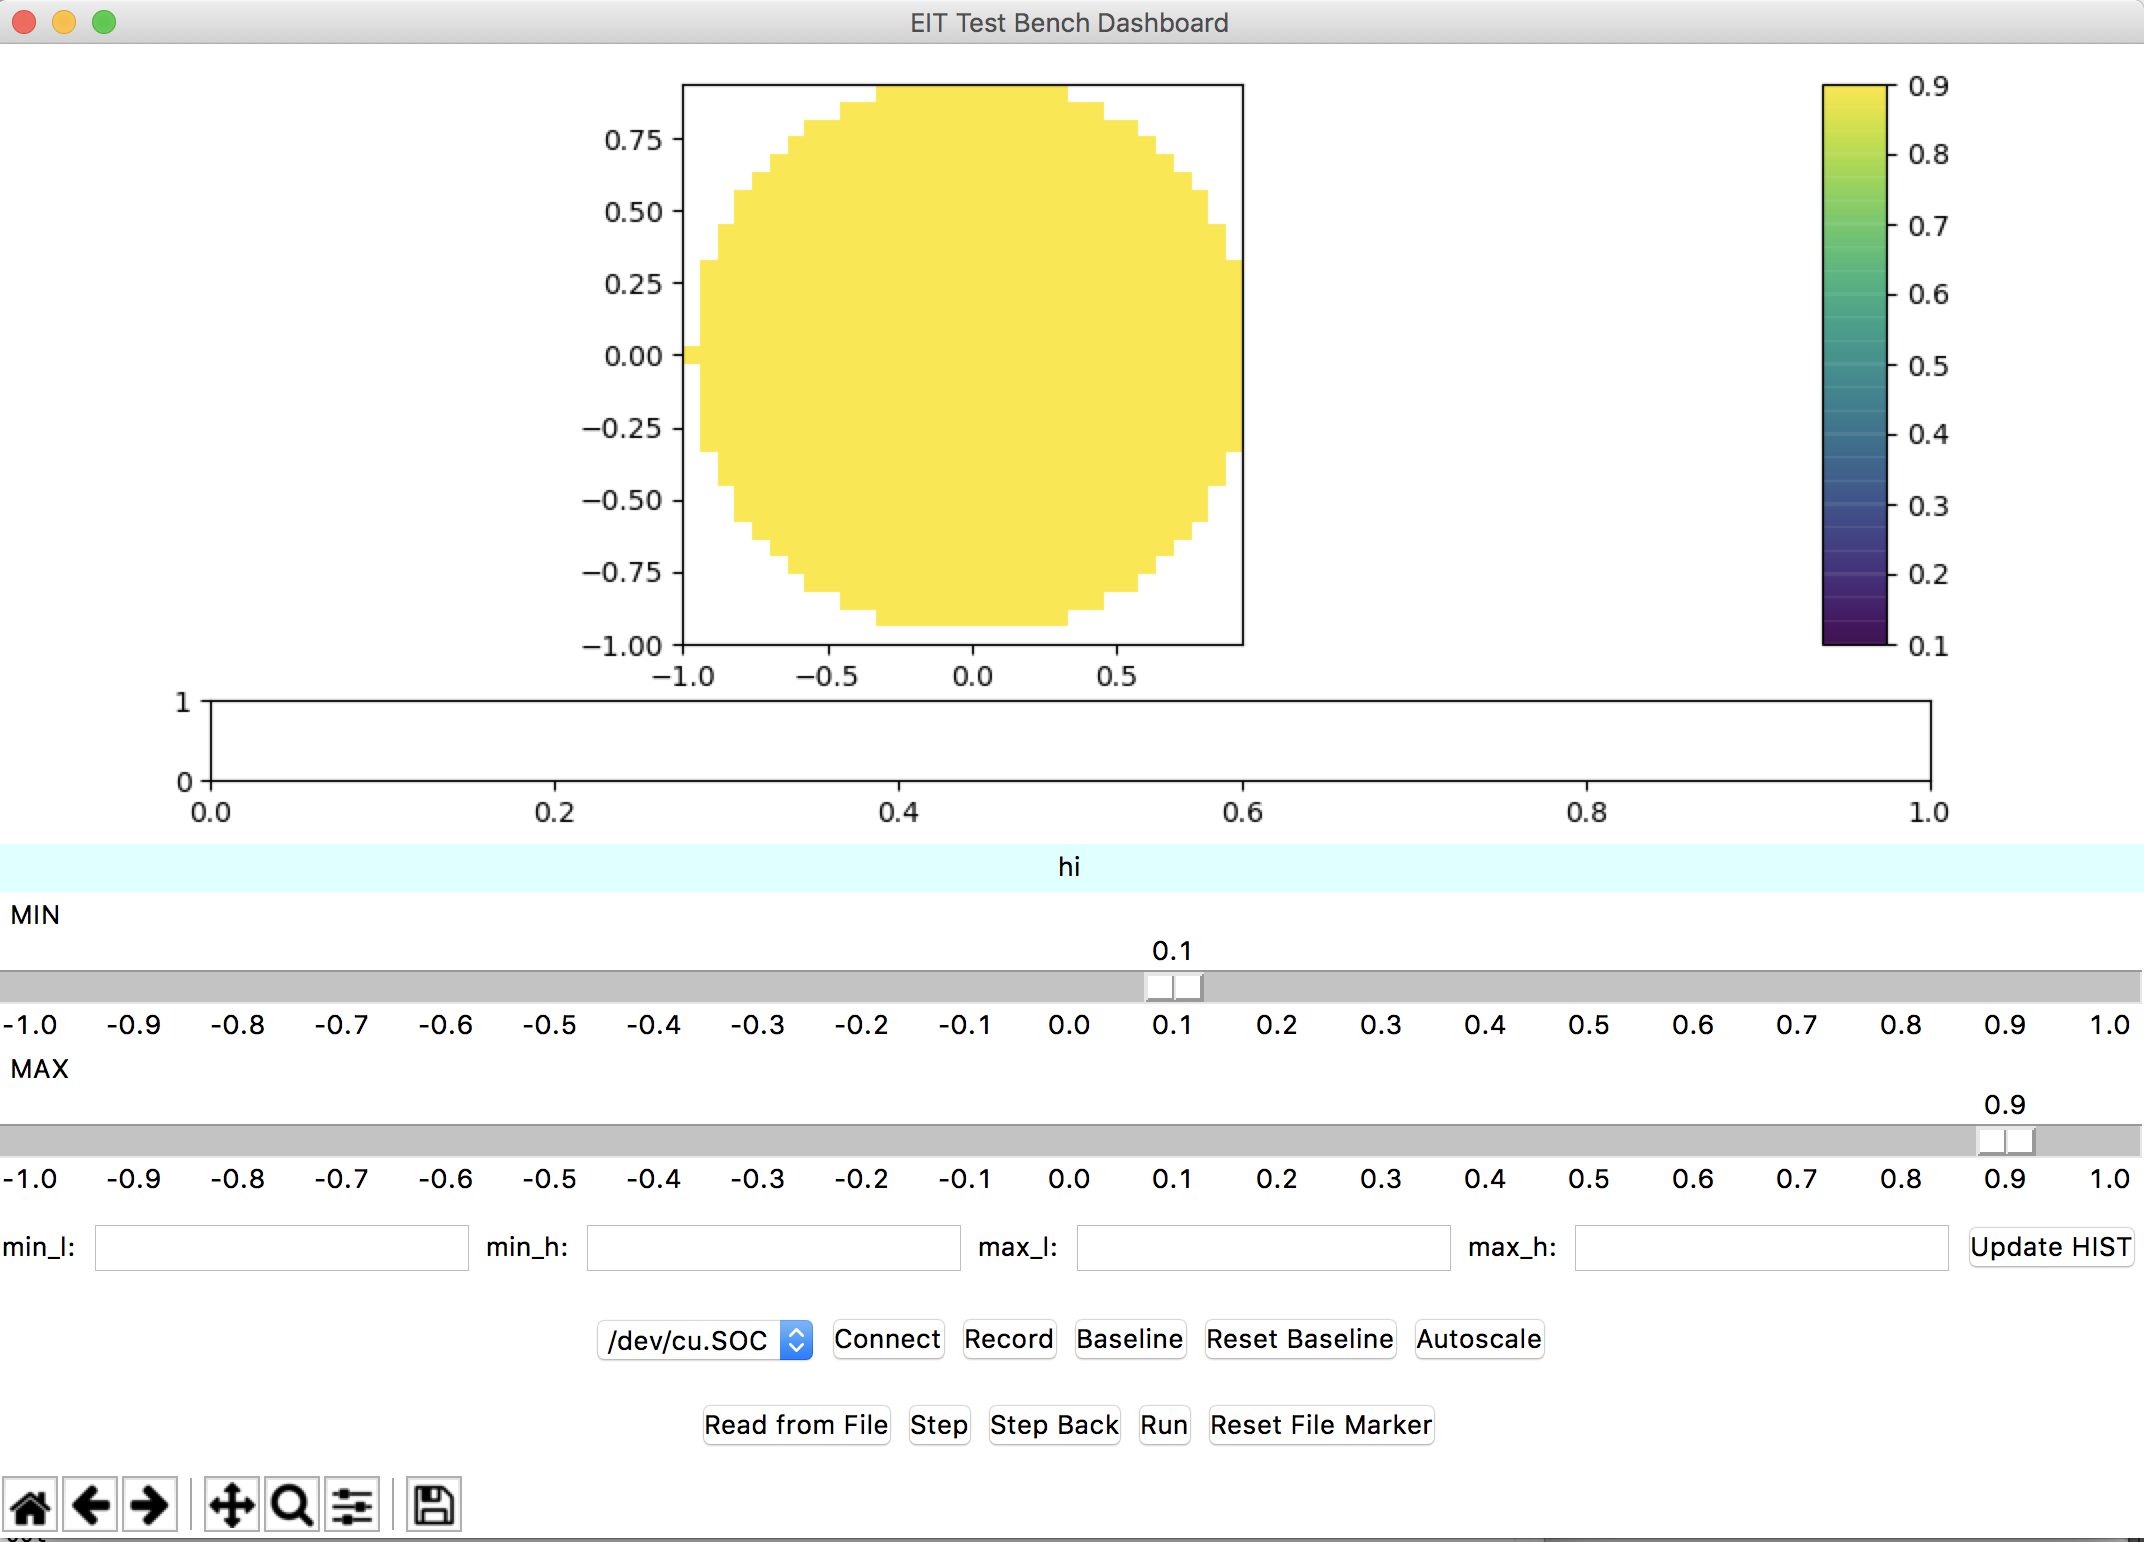 EIT Test Bench Dashboard
0.75
0.50
0.25
0.00
−0.25
−0.50
−0.75
−1.00
−1.0 −0.5 0.0 0.5
0.9
0.8
0.7
0.6
0.5
0.4
0.3
0.2
0.1
1
0
0.0 0.2 0.4 0.6 0.8 1.0
hi
MIN
0.1
-1.0 -0.9 -0.8 -0.7 -0.6 -0.5 -0.4 -0.3 -0.2 -0.1 0.0 0.1 0.2 0.3 0.4 0.5 0.6 0.7 0.8 0.9 1.0
MAX
0.9
-1.0 -0.9 -0.8 -0.7 -0.6 -0.5 -0.4 -0.3 -0.2 -0.1 0.0 0.1 0.2 0.3 0.4 0.5 0.6 0.7 0.8 0.9 1.0
min_l: min_h: max_l: max_h: Update HIST
/dev/cu.SOC Connect Record Baseline Reset Baseline Autoscale
Read from File Step Step Back Run Reset File Marker